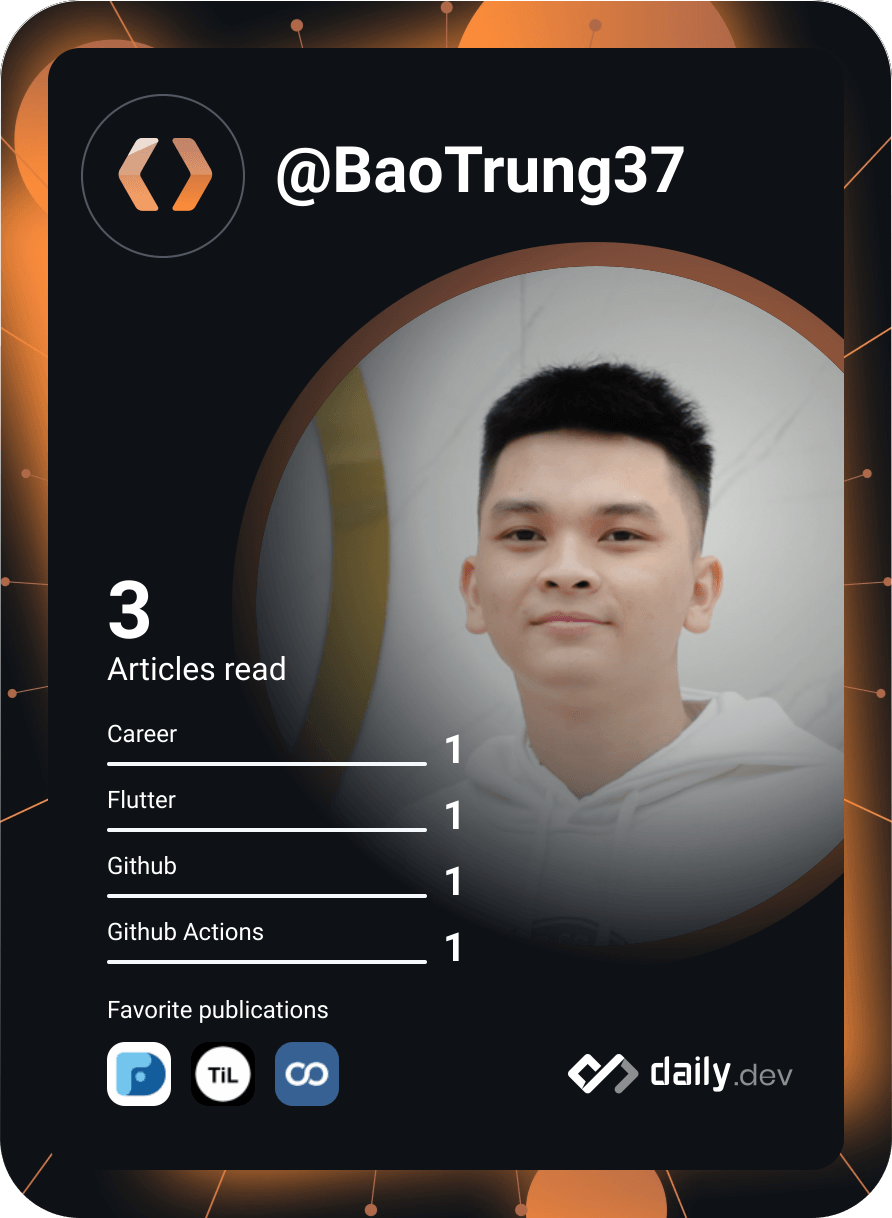 @BaoTrung37
3
Articles read
Career
1
Flutter
1
Github
1
Github Actions
1
Favorite publications
TiL
daily.dev